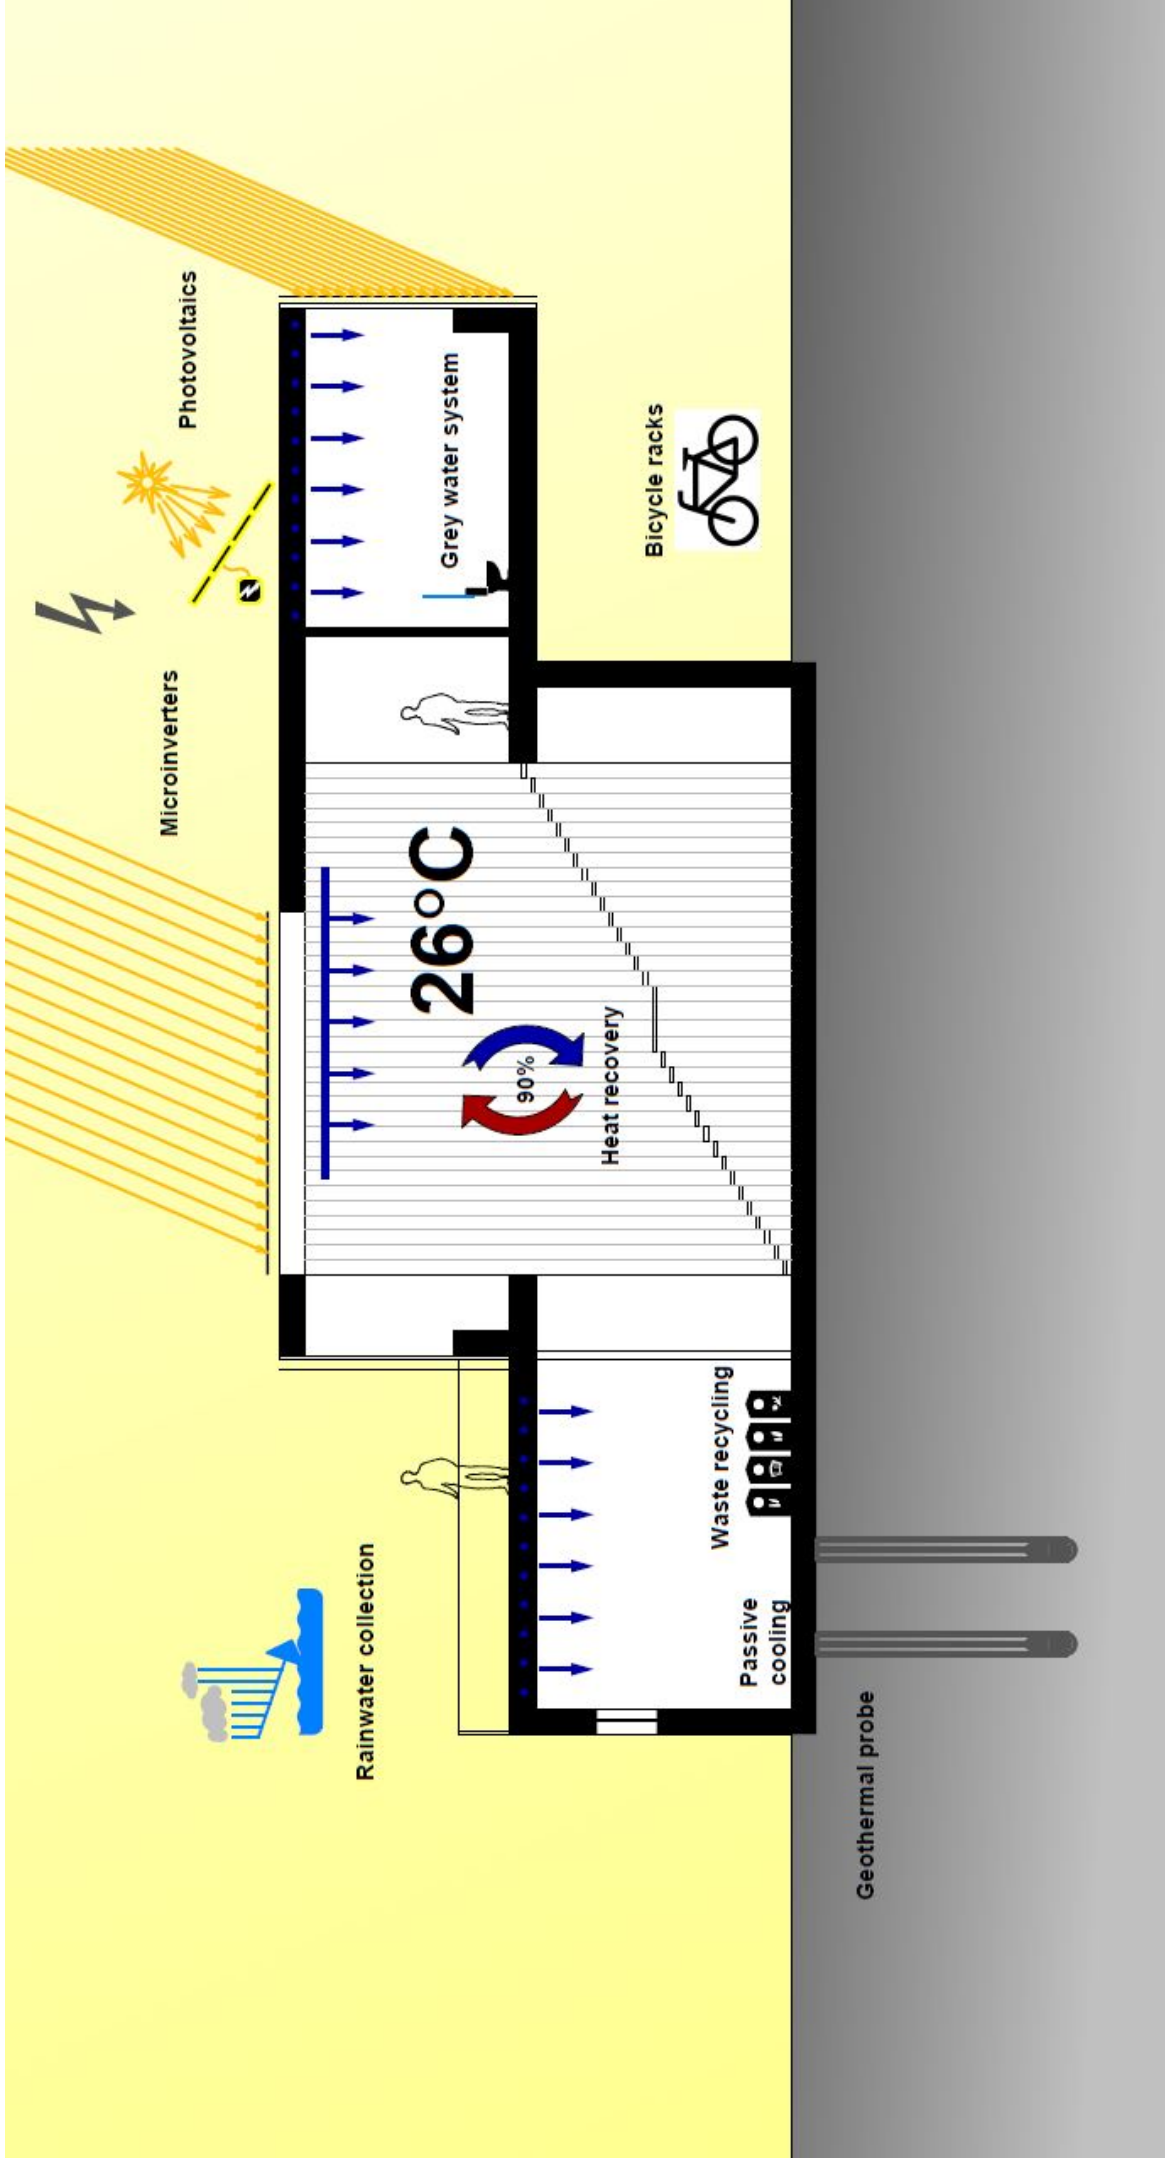 Rainwater collection
Microinverters
Photovoltaics
26°C
90%
Heat recovery
Grey water system
Waste recycling
Passive
cooling
Bicycle racks
Geothermal probe